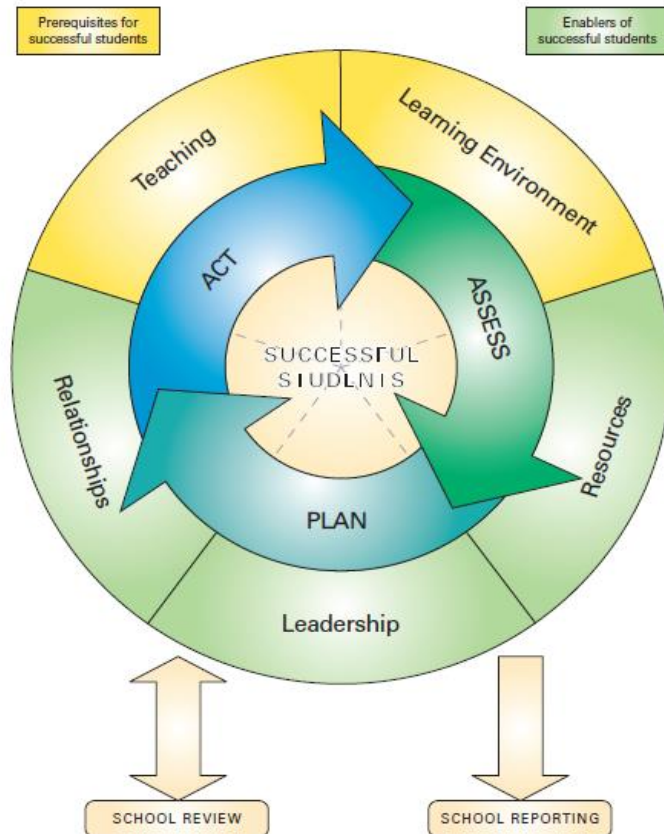 Prerequisites for
successful students
Enablers of
successful students
Teaching
Learning Environment
ACT
ASSESS
SUCCESSFUL
STUDENTS
Relationships
Resources
PLAN
Leadership
SCHOOL REVIEW
SCHOOL REPORTING